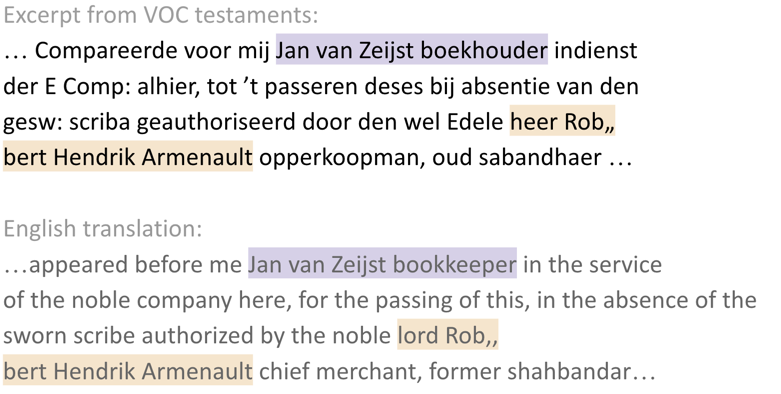 Excerpt from VOC testaments:
… Compareerde voor mij Jan van Zeijst boekhouder indienst
der E Comp: alhier, tot ’t passeren deses bij absentie van den
gesw: scriba geauthoriseerd door den wel Edele heer Rob„
bert Hendrik Armenault opperkoopman, oud sabandhaer …
English translation:
…appeared before me Jan van Zeijst bookkeeper in the service
of the noble company here, for the passing of this, in the absence of the
sworn scribe authorized by the noble lord Rob,,
bert Hendrik Armenault chief merchant, former shahbandar…